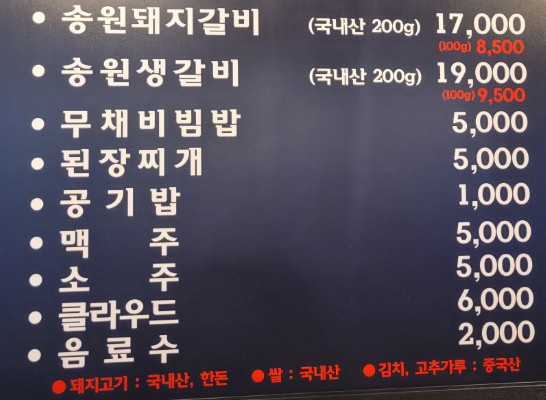 ● 송원돼지갈비 (국내산 200g) 17,000
(100g) 8,500
● 송원생갈비 (국내산 200g) 19,000
(100g) 9,500
● 무채비빔밥 5,000
● 된장찌개 5,000
● 공기밥 1,000
● 맥주 5,000
● 소주 5,000
● 클라우드 6,000
● 음료수 2,000
● 돼지고기 : 국내산, 한돈 ● 쌀 : 국내산 ● 김치, 고추가루 : 중국산